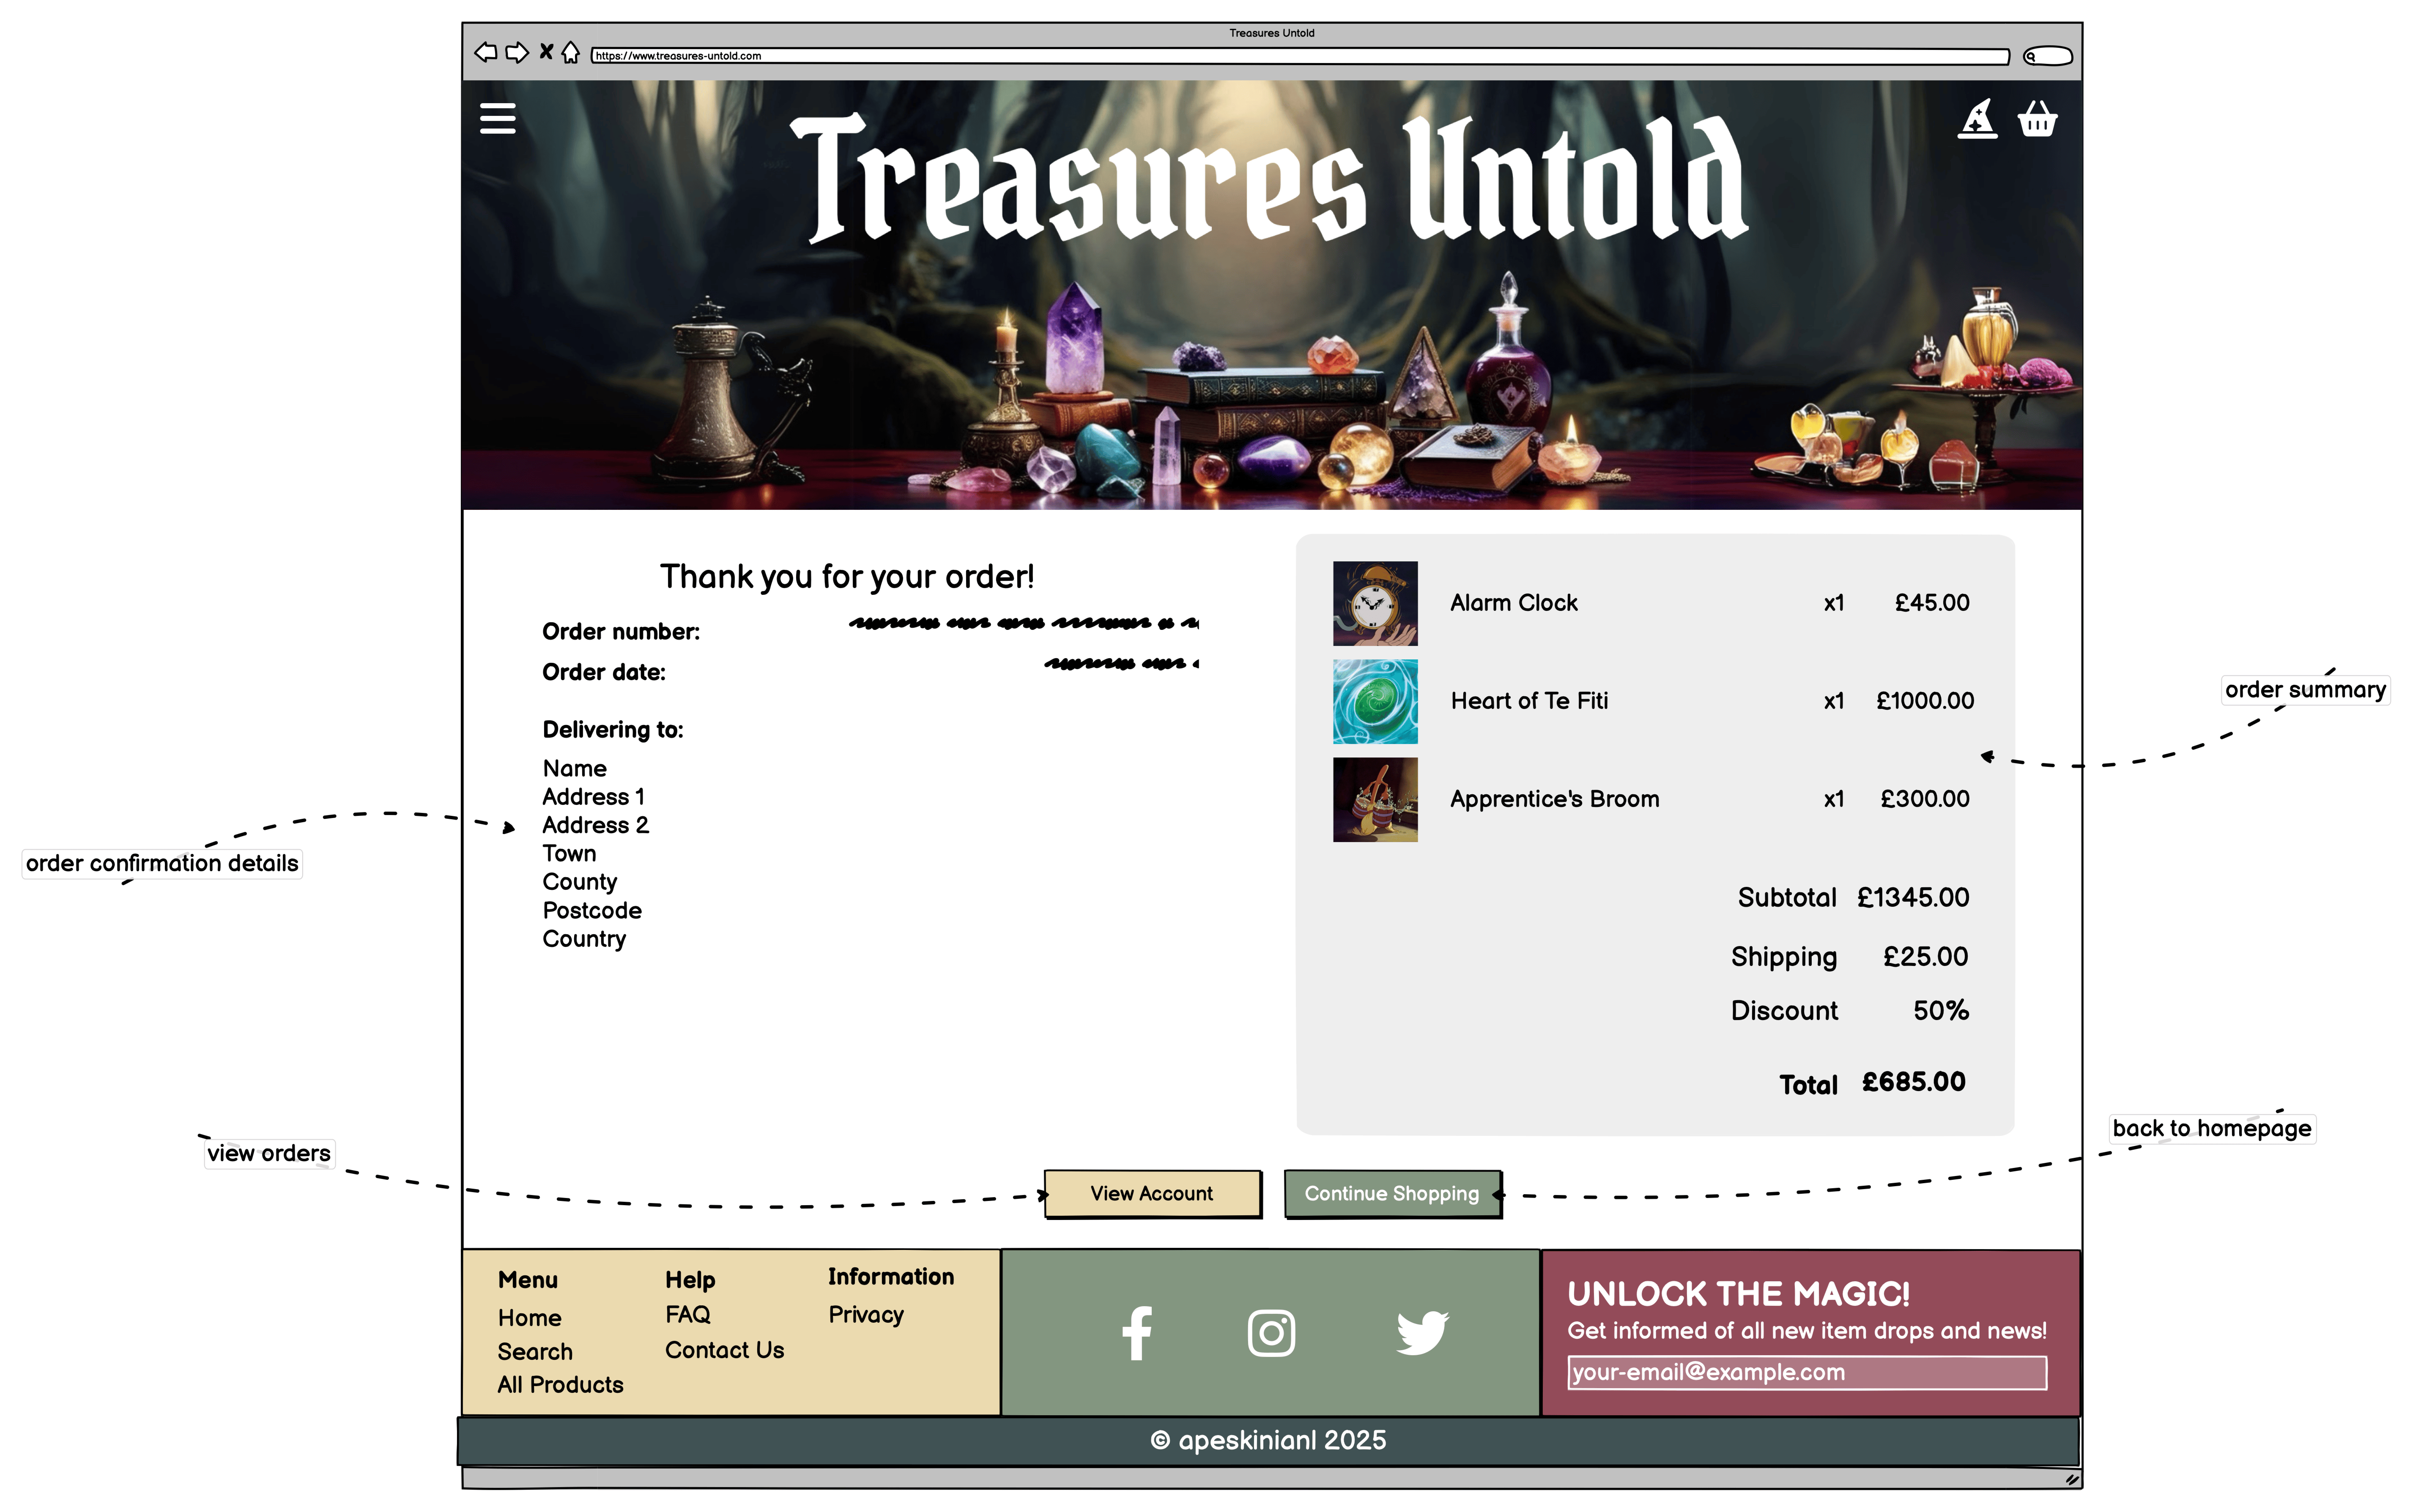 Treasures Untold
https://www.treasures-untold.com
Treasures Untold
Thank you for your order!
Order number:
Order date:
Delivering to:
Name
Address 1
Address 2
Town
County
Postcode
Country
Alarm Clock x1 £45.00
Heart of Te Fiti x1 £1000.00
Apprentice's Broom x1 £300.00
Subtotal £1345.00
Shipping £25.00
Discount 50%
Total £685.00
order confirmation details
order summary
view orders
back to homepage
View Account
Continue Shopping
Menu
Home
Search
All Products
Help
FAQ
Contact Us
Information
Privacy
UNLOCK THE MAGIC!
Get informed of all new item drops and news!
your-email@example.com
© apeskinianl 2025